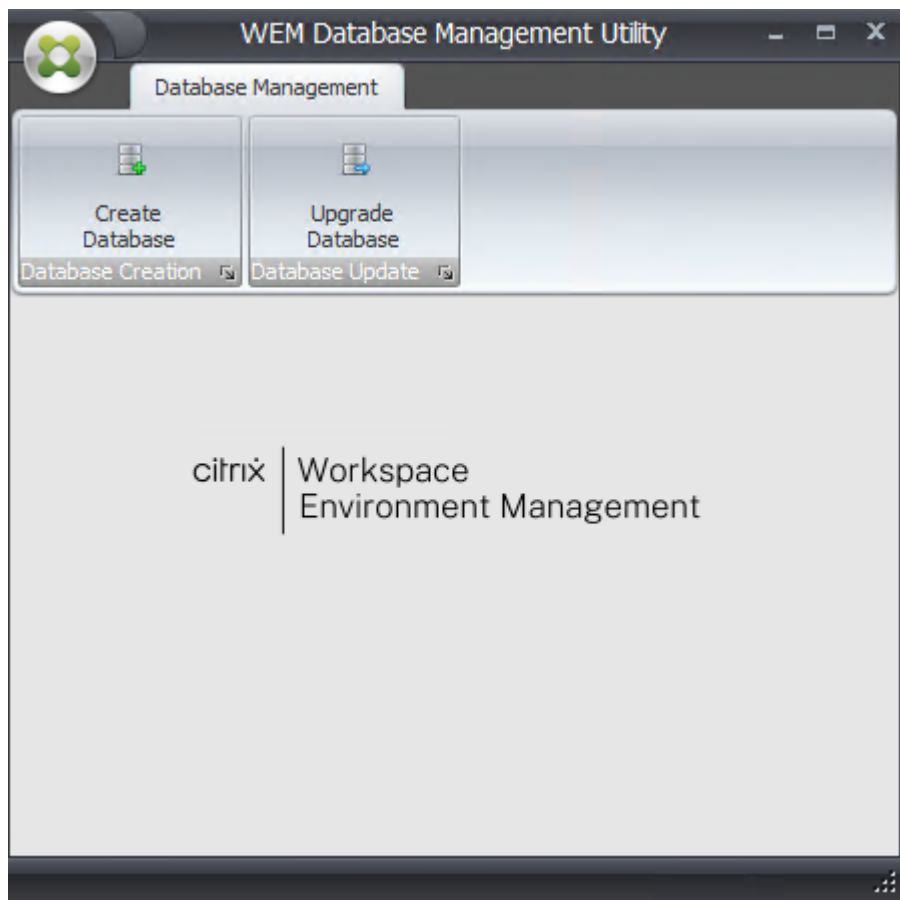 WEM Database Management Utility
Database Management
Create
Database
Database Creation
Upgrade
Database
Database Update
citrix
Workspace
Environment Management